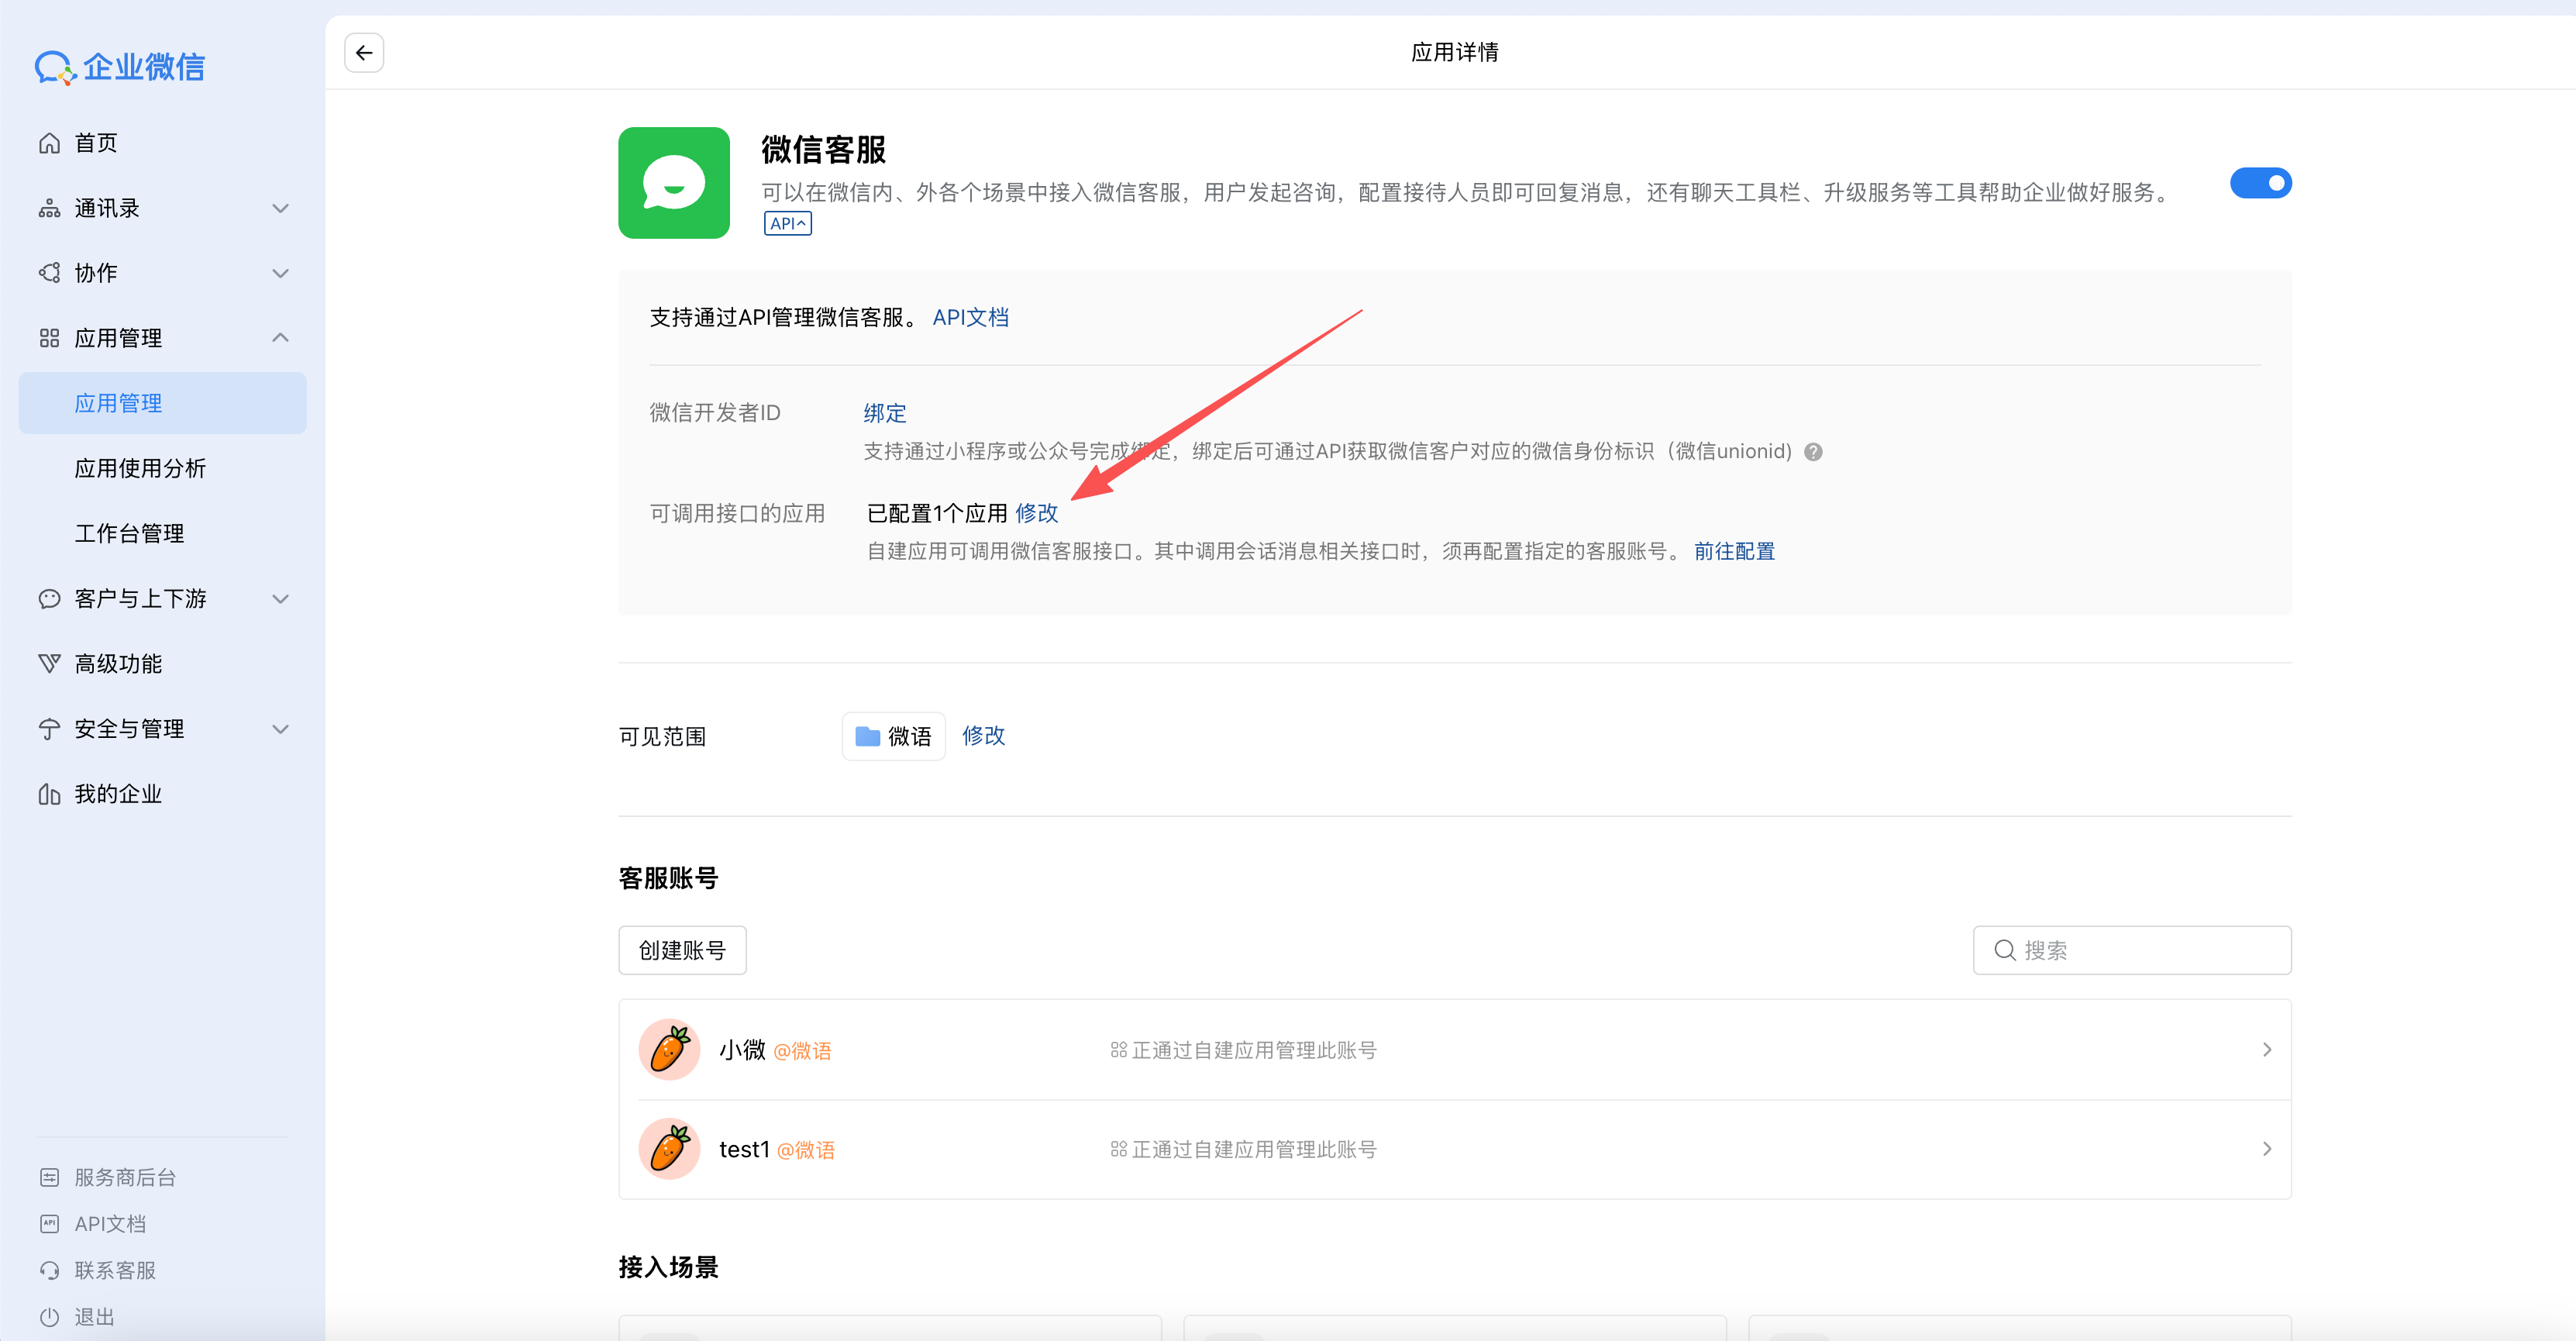 企业微信
首页
通讯录
协作
应用管理
应用管理
应用使用分析
工作台管理
客户与上下游
高级功能
安全与管理
我的企业
服务商后台
API文档
联系客服
退出
应用详情
微信客服
可以在微信内、外各个场景中接入微信客服，用户发起咨询，配置接待人员即可回复消息，还有聊天工具栏、升级服务等工具帮助企业做好服务。
API
支持通过API管理微信客服。 API文档
微信开发者ID 绑定
支持通过小程序或公众号完成绑定，绑定后可通过API获取微信客户对应的微信身份标识（微信unionid）
可调用接口的应用 已配置1个应用 修改
自建应用可调用微信客服接口。其中调用会话消息相关接口时，须再配置指定的客服账号。 前往配置
可见范围 微语 修改
客服账号
创建账号 搜索
小微 @微语 正通过自建应用管理此账号
test1 @微语 正通过自建应用管理此账号
接入场景